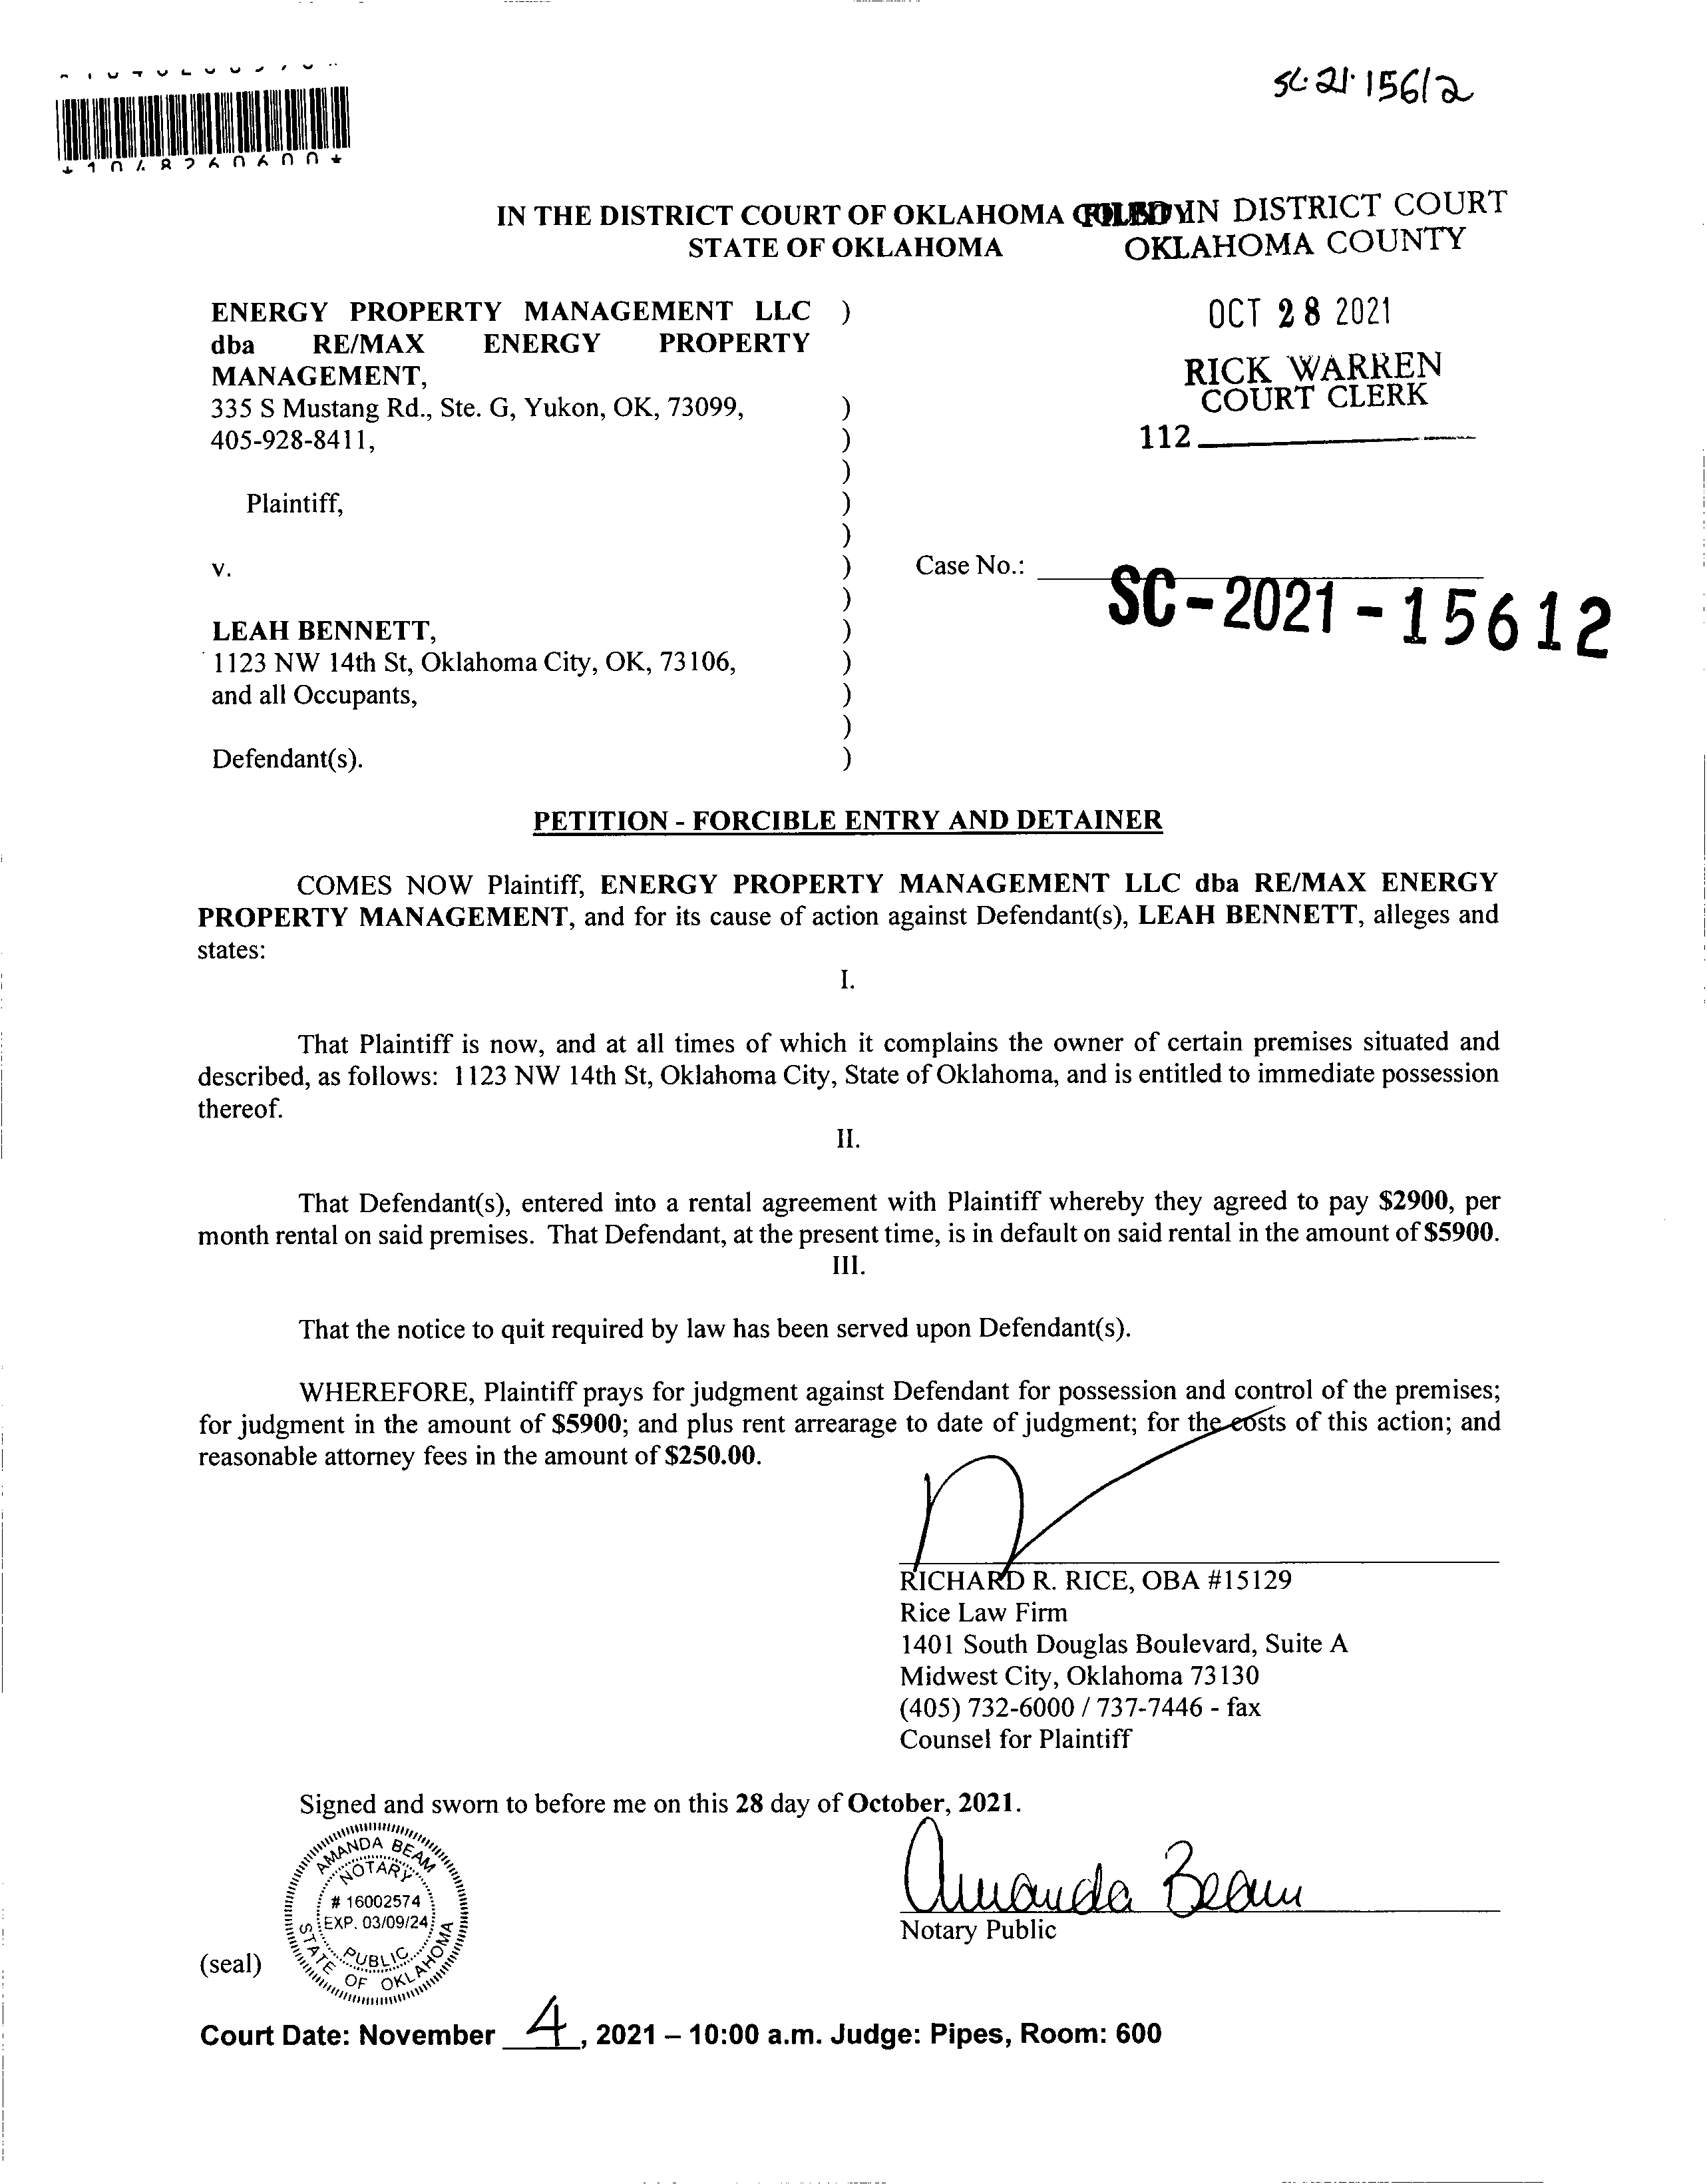 SC-21-15612
*1048260600*
IN THE DISTRICT COURT OF OKLAHOMA COUNTY
STATE OF OKLAHOMA
FILED IN DISTRICT COURT
OKLAHOMA COUNTY
OCT 28 2021
RICK WARREN
COURT CLERK
112
ENERGY PROPERTY MANAGEMENT LLC )
dba RE/MAX ENERGY PROPERTY
MANAGEMENT,
335 S Mustang Rd., Ste. G, Yukon, OK, 73099, )
405-928-8411, )
)
Plaintiff, )
)
v. ) Case No.:
SC-2021-15612
)
LEAH BENNETT, )
1123 NW 14th St, Oklahoma City, OK, 73106, )
and all Occupants, )
)
Defendant(s). )
PETITION - FORCIBLE ENTRY AND DETAINER
COMES NOW Plaintiff, ENERGY PROPERTY MANAGEMENT LLC dba RE/MAX ENERGY
PROPERTY MANAGEMENT, and for its cause of action against Defendant(s), LEAH BENNETT, alleges and
states:
I.
That Plaintiff is now, and at all times of which it complains the owner of certain premises situated and
described, as follows: 1123 NW 14th St, Oklahoma City, State of Oklahoma, and is entitled to immediate possession
thereof.
II.
That Defendant(s), entered into a rental agreement with Plaintiff whereby they agreed to pay $2900, per
month rental on said premises. That Defendant, at the present time, is in default on said rental in the amount of $5900.
III.
That the notice to quit required by law has been served upon Defendant(s).
WHEREFORE, Plaintiff prays for judgment against Defendant for possession and control of the premises;
for judgment in the amount of $5900; and plus rent arrearage to date of judgment; for the costs of this action; and
reasonable attorney fees in the amount of $250.00.
RICHARD R. RICE, OBA #15129
Rice Law Firm
1401 South Douglas Boulevard, Suite A
Midwest City, Oklahoma 73130
(405) 732-6000 / 737-7446 - fax
Counsel for Plaintiff
Signed and sworn to before me on this 28 day of October, 2021.
AMANDA BEAM
NOTARY
# 16002574
EXP. 03/09/24
PUBLIC
STATE OF OKLAHOMA
Amanda Beam
Notary Public
(seal)
Court Date: November 4, 2021 – 10:00 a.m. Judge: Pipes, Room: 600